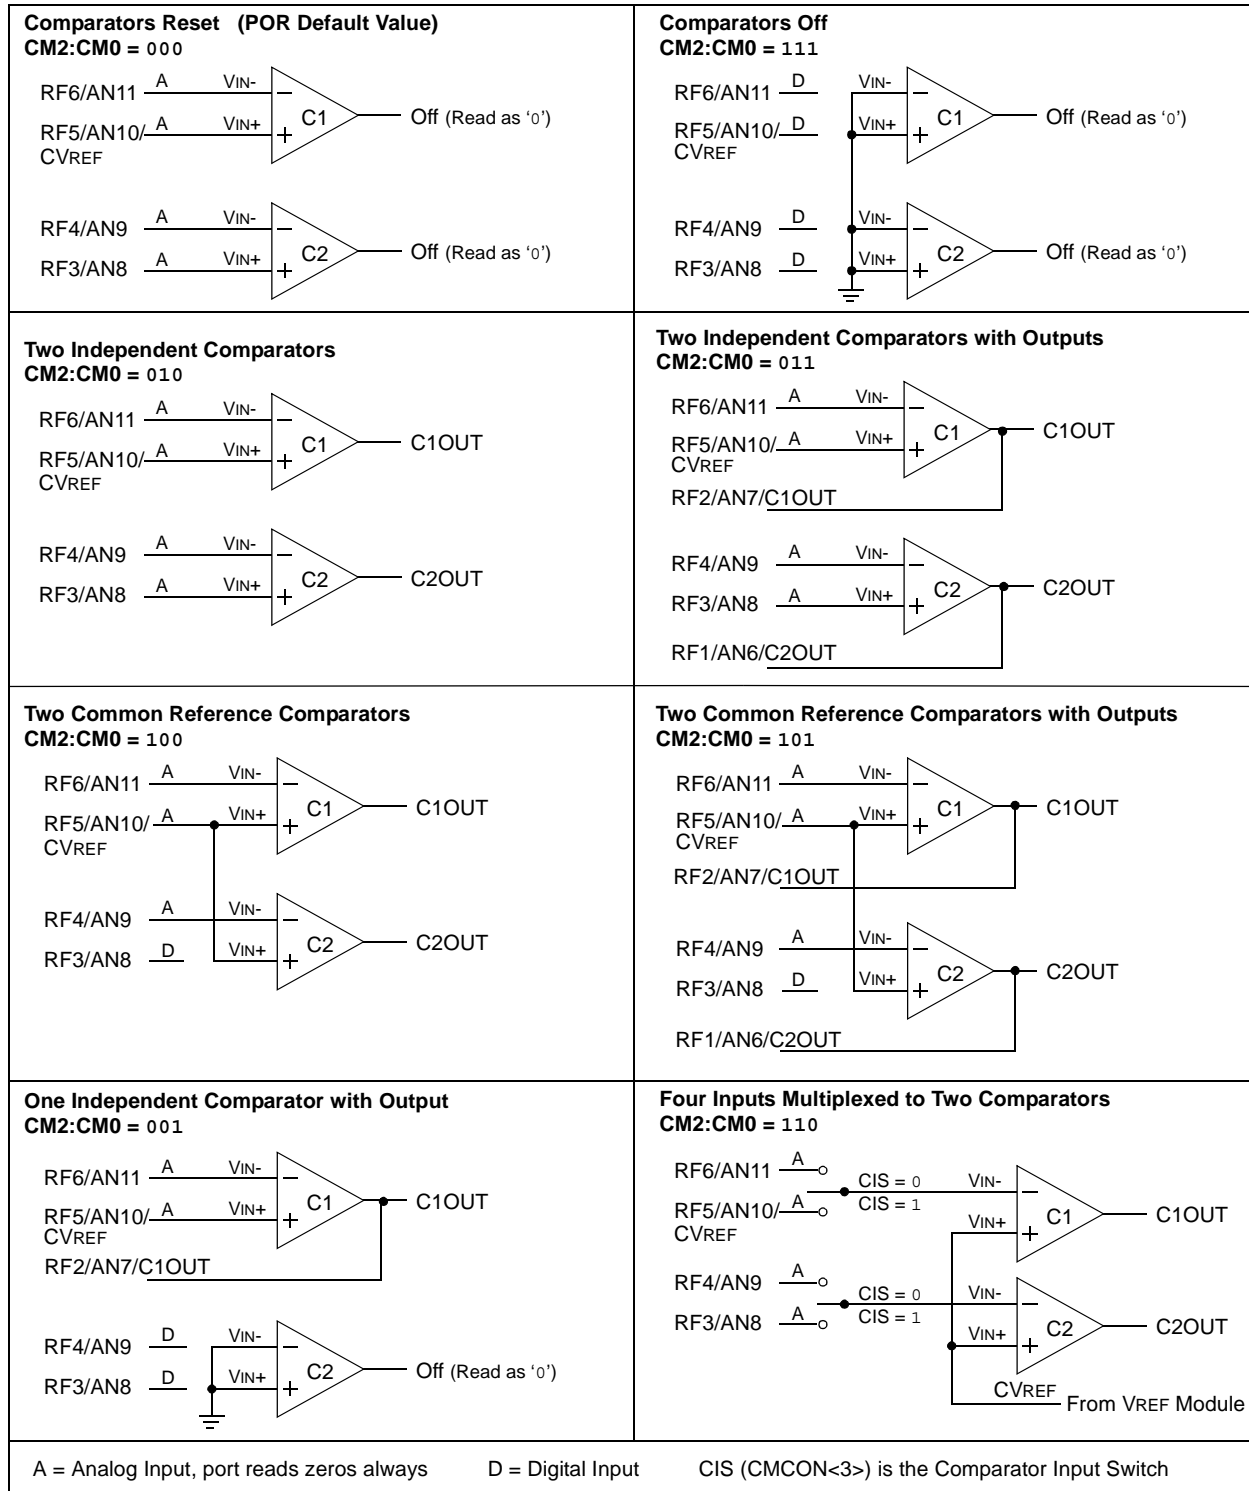 Comparators Reset (POR Default Value)
CM2:CM0 = 000
RF6/AN11 A VIN-
C1 Off (Read as ‘0’)
RF5/AN10/ A VIN+
CVREF
RF4/AN9 A VIN-
C2 Off (Read as ‘0’)
RF3/AN8 A VIN+
Comparators Off
CM2:CM0 = 111
RF6/AN11 D VIN-
C1 Off (Read as ‘0’)
RF5/AN10/ D VIN+
CVREF
RF4/AN9 D VIN-
C2 Off (Read as ‘0’)
RF3/AN8 D VIN+
Two Independent Comparators
CM2:CM0 = 010
RF6/AN11 A VIN-
C1 C1OUT
RF5/AN10/ A VIN+
CVREF
RF4/AN9 A VIN-
C2 C2OUT
RF3/AN8 A VIN+
Two Independent Comparators with Outputs
CM2:CM0 = 011
RF6/AN11 A VIN-
C1 C1OUT
RF5/AN10/ A VIN+
CVREF
RF2/AN7/C1OUT
RF4/AN9 A VIN-
C2 C2OUT
RF3/AN8 A VIN+
RF1/AN6/C2OUT
Two Common Reference Comparators
CM2:CM0 = 100
RF6/AN11 A VIN-
C1 C1OUT
RF5/AN10/ A VIN+
CVREF
RF4/AN9 A VIN-
C2 C2OUT
RF3/AN8 D VIN+
Two Common Reference Comparators with Outputs
CM2:CM0 = 101
RF6/AN11 A VIN-
C1 C1OUT
RF5/AN10/ A VIN+
CVREF
RF2/AN7/C1OUT
RF4/AN9 A VIN-
C2 C2OUT
RF3/AN8 D VIN+
RF1/AN6/C2OUT
One Independent Comparator with Output
CM2:CM0 = 001
RF6/AN11 A VIN-
C1 C1OUT
RF5/AN10/ A VIN+
CVREF
RF2/AN7/C1OUT
RF4/AN9 D VIN-
C2 Off (Read as ‘0’)
RF3/AN8 D VIN+
Four Inputs Multiplexed to Two Comparators
CM2:CM0 = 110
RF6/AN11 A
CIS = 0 VIN-
RF5/AN10/ A CIS = 1
CVREF
VIN+ C1 C1OUT
RF4/AN9 A
CIS = 0 VIN-
RF3/AN8 A CIS = 1
VIN+ C2 C2OUT
CVREF
From VREF Module
A = Analog Input, port reads zeros always D = Digital Input CIS (CMCON<3>) is the Comparator Input Switch